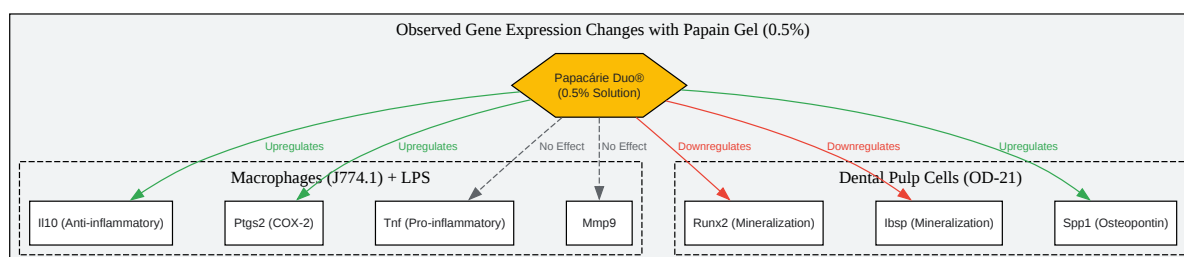 Observed Gene Expression Changes with Papain Gel (0.5%)
Papacárie Duo®
(0.5% Solution)
Upregulates
Upregulates
No Effect
No Effect
Downregulates
Downregulates
Upregulates
Macrophages (J774.1) + LPS
Dental Pulp Cells (OD-21)
Il10 (Anti-inflammatory)
Ptgs2 (COX-2)
Tnf (Pro-inflammatory)
Mmp9
Runx2 (Mineralization)
Ibsp (Mineralization)
Spp1 (Osteopontin)